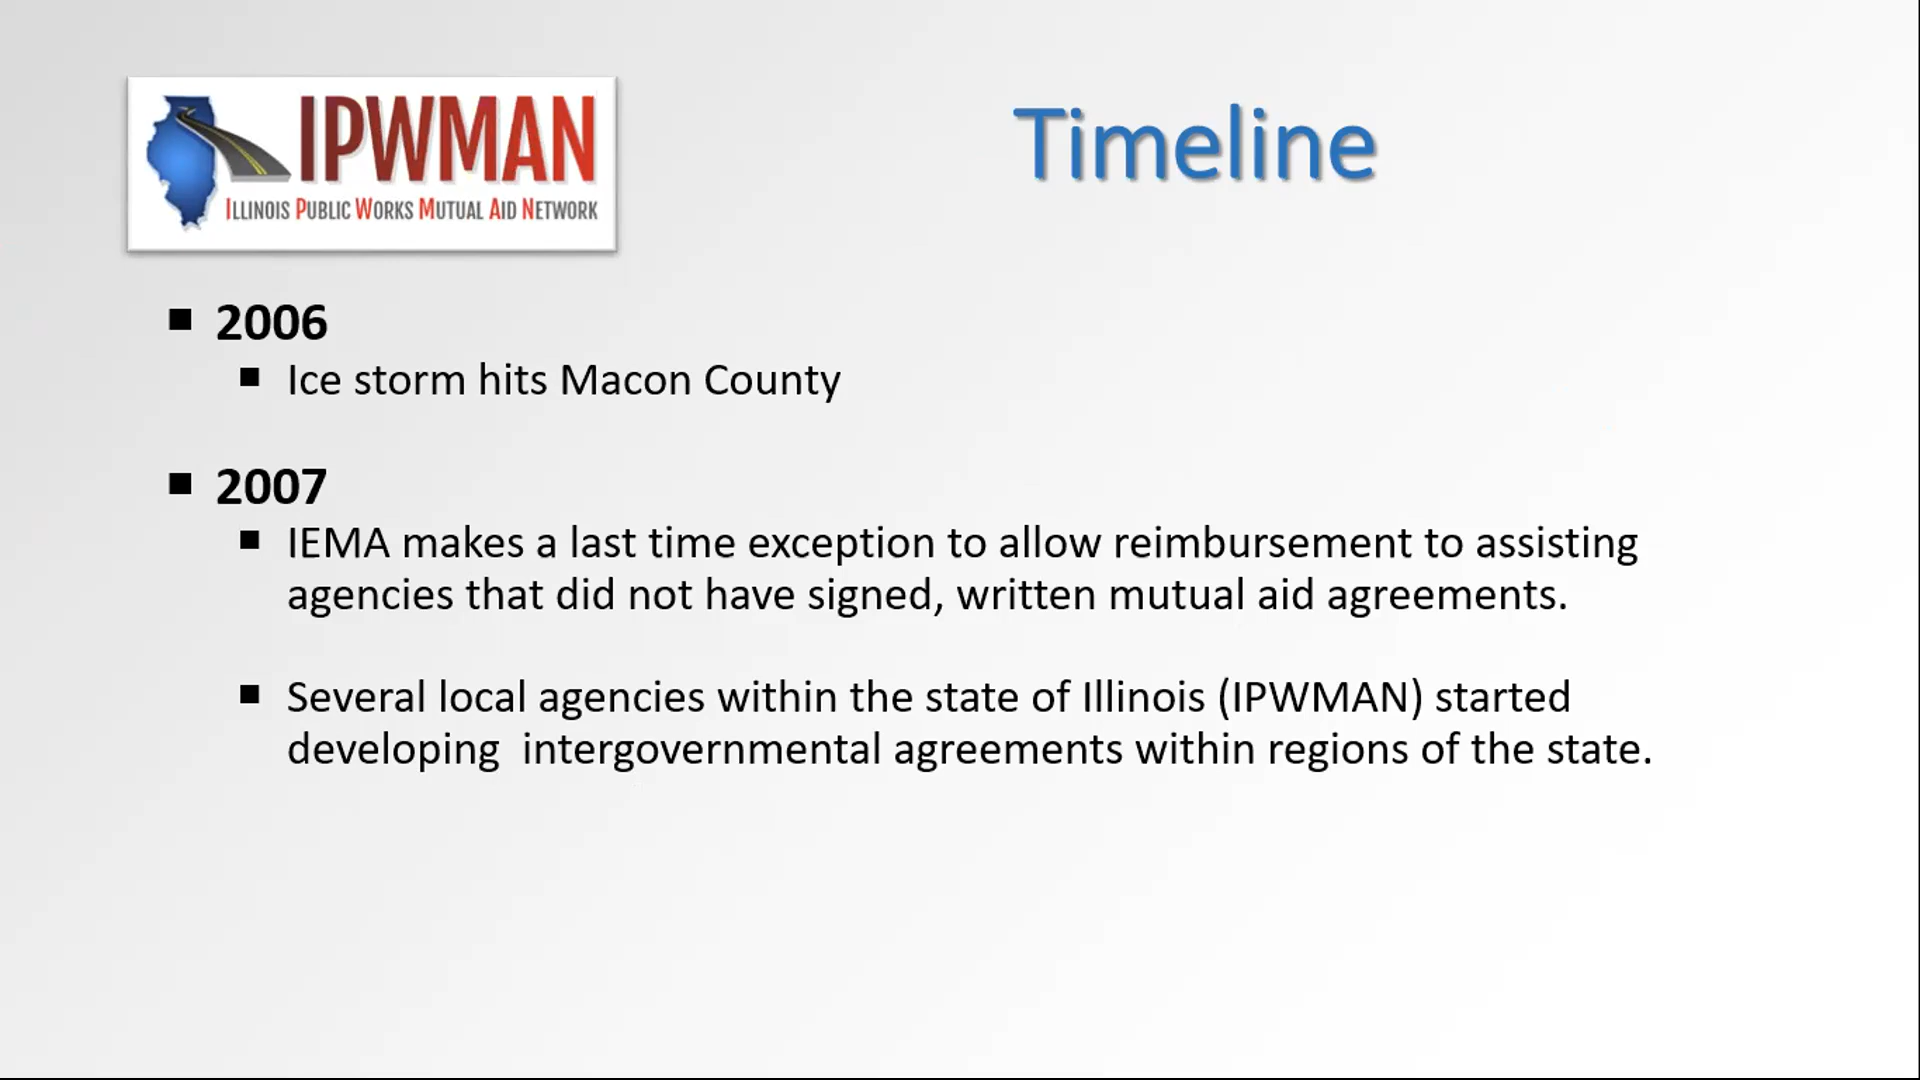 IPWMAN
ILLINOIS PUBLIC WORKS MUTUAL AID NETWORK
Timeline
2006
Ice storm hits Macon County
2007
IEMA makes a last time exception to allow reimbursement to assisting
agencies that did not have signed, written mutual aid agreements.
Several local agencies within the state of Illinois (IPWMAN) started
developing  intergovernmental agreements within regions of the state.